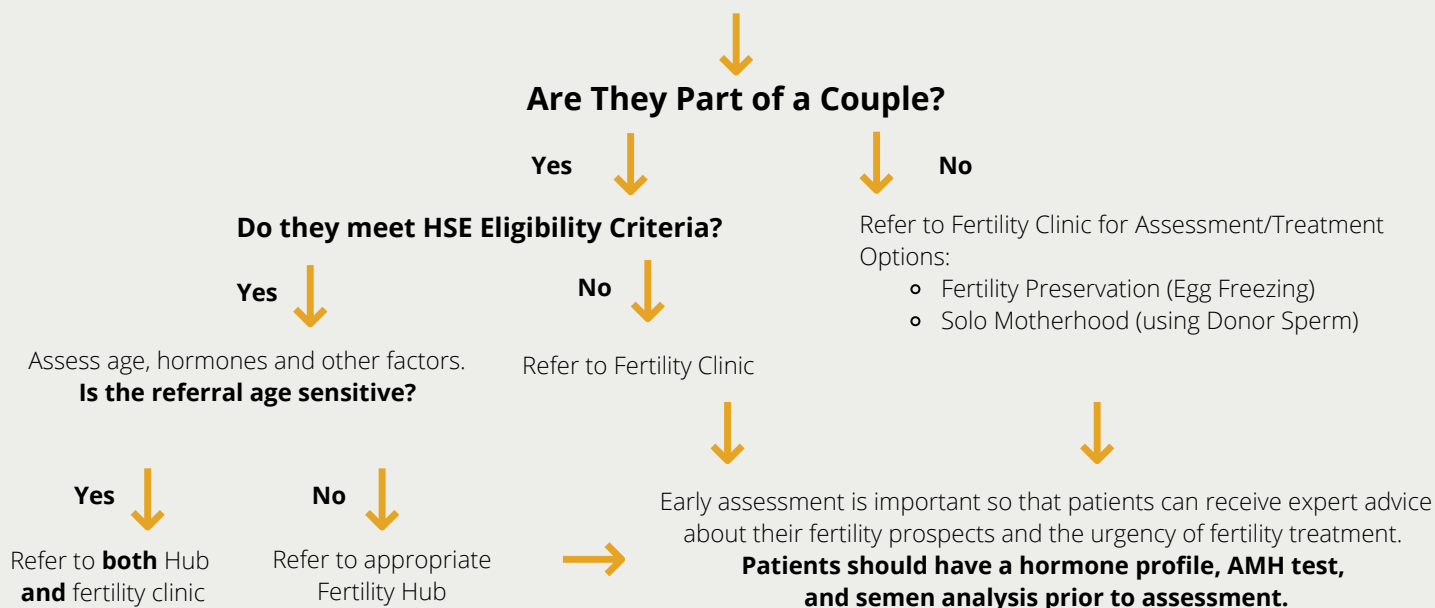 Are They Part of a Couple?
Yes
No
Do they meet HSE Eligibility Criteria?
Refer to Fertility Clinic for Assessment/Treatment
Options:
Fertility Preservation (Egg Freezing)
Solo Motherhood (using Donor Sperm)
Yes
No
Assess age, hormones and other factors.
Is the referral age sensitive?
Refer to Fertility Clinic
Yes
No
Refer to both Hub
and fertility clinic
Refer to appropriate
Fertility Hub
Early assessment is important so that patients can receive expert advice
about their fertility prospects and the urgency of fertility treatment.
Patients should have a hormone profile, AMH test,
and semen analysis prior to assessment.